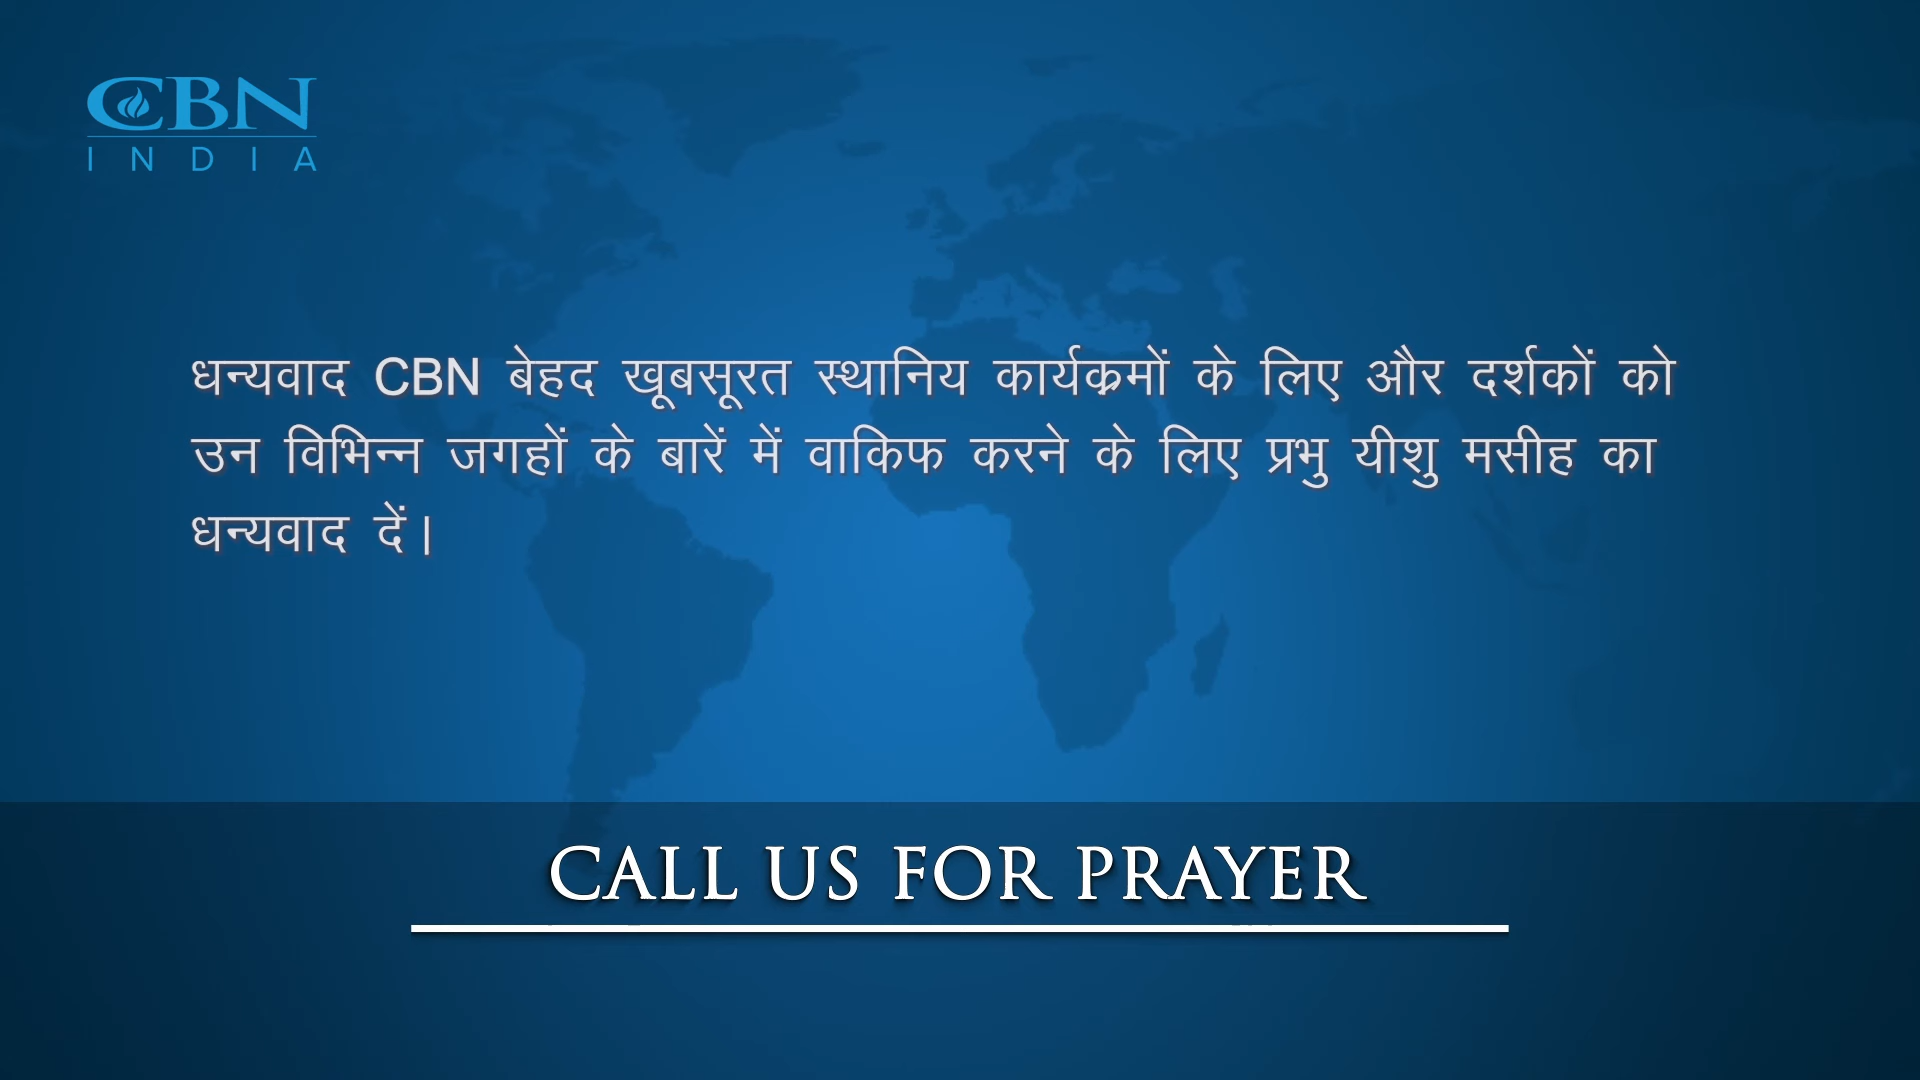 CBN
INDIA
धन्यवाद CBN बेहद खूबसूरत स्थानिय कार्यक्रमों के लिए और दर्शकों को
उन विभिन्न जगहों के बारें में वाकिफ करने के लिए प्रभु यीशु मसीह का
धन्यवाद दें।
CALL US FOR PRAYER